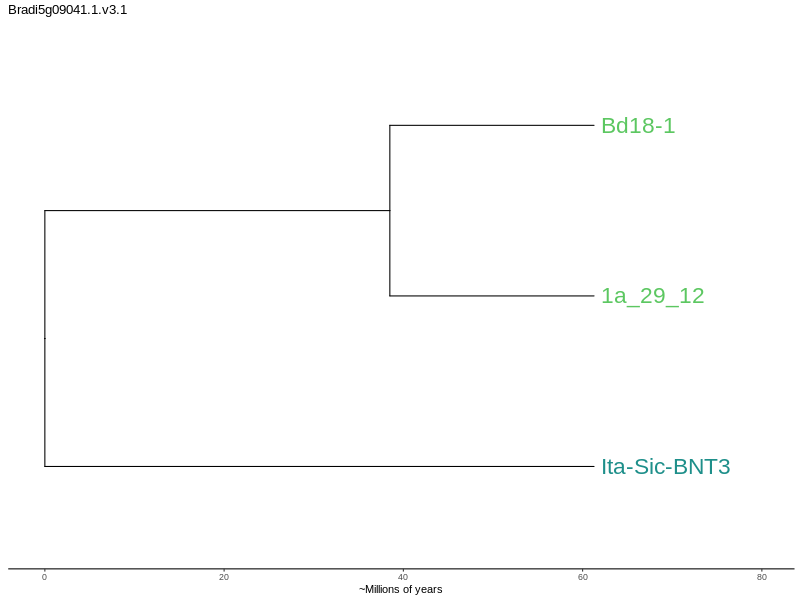 Bradi5g09041.1.v3.1
Bd18-1
1a_29_12
Ita-Sic-BNT3
0 20 40 60 80
~Millions of years